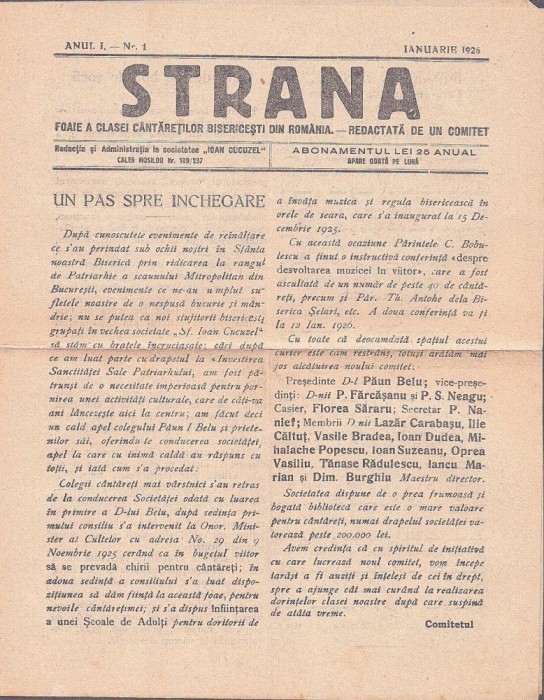 ANUL I. — Nr. 1
IANUARIE 1926
STRANA
FOAIE A CLASEI CÂNTĂREȚILOR BISERICEȘTI DIN ROMÂNIA. — REDACTATĂ DE UN COMITET
Redacția și Administrația la societatea „IOAN CUCUZEL"
CALEA MOȘILOR Nr. 189/237
ABONAMENTUL LEI 25 ANUAL
APARE ODATĂ PE LUNĂ
UN PAS SPRE INCHEGARE
După cunoscutele evenimente de reînălțare
ce s'au perindat sub ochii noștri în Sfânta
noastră Biserică prin ridicarea la rangul
de Patriarhie a scaunului Mitropolitan din
București, evenimente ce ne-au umplut su-
fletele noastre de o nespusă bucurie și mân-
drie; nu se putea ca noi slujitorii bisericești
grupați în vechea societate „Sf. Ioan Cucuzel"
să stăm cu brațele încrucișate; căci după
ce am luat parte cu drapelul la «Investirea
Sanctității Sale Patriarhului, am fost pă-
trunși de o necesitate imperioasă pentru por-
nirea unei activități culturale, care de câți-va
ani lâncezește aici la centru; am făcut deci
un cald apel colegului Păun I Belu și priete-
nilor săi, oferindu-le conducerea societăței,
apel la care cu inimă caldă au răspuns cu
toții, și iată cum s'a procedat:
Colegii cântăreți mai vârstnici s'au retras
de la conducerea Societăței odată cu luarea
în primire a D-lui Belu, după ședința pri-
mului consiliu s'a intervenit la Onor. Minis-
ter al Cultelor cu adresa No. 29 din 9
Noembrie 1925 cerând ca în bugetul viitor
să se prevadă chirii pentru cântăreți; în
adoua sedință a consiliului s'a luat dispo-
zițiunea să dăm ființă la această foae, pentru
nevoile cântărețimei; și s'a dispus înființarea
a unei Școale de Adulți pentru doritorii de
a învăța muzica și regula bisericească în
orele de seara, care s'a inaugurat la 15 De-
cembrie 1925.
Cu această ocaziune Părintele C. Bobu-
lescu a ținut o instructivă conferință «despre
desvoltarea muzicei în viitor», care a fost
ascultată de un număr de peste 40 de cântă-
reți, precum și Păr. Th. Antohe dela Bi-
serica Șelari, etc. A doua conferință va fi
la 12 Ian. 1926.
Cu toate că deocamdată spațiul acestui
curier este cam restrâns, totuși arătăm mai
jos alcătuirea noului comitet:
Președinte D-l Păun Belu; vice-preșe-
dinți: D-nii P. Fărcășanu și P. S. Neagu;
Casier, Florea Săraru; Secretar P. Na-
nief; Membrii D nii Lazăr Carabașu, Ilie
Căltuț, Vasile Bradea, Ioan Dudea, Mi-
halache Popescu, Ioan Suzeanu, Oprea
Vasiliu, Tănase Rădulescu, Iancu Ma-
rian și Dim. Burghiu Maestru director.
Societatea dispune de o prea frumoasă și
bogată biblioteca care este o mare valoare
pentru cântăreți, numai drapelul societăței va-
lorează peste 200.000 lei.
Avem credința că cu spiritul de inițiativă
cu care lucrează noul comitet, vom începe
iarăși a fi auziți și înțeleși de cei în drept,
spre a ajunge cât mai curând la realizarea
dorințelor clasei noastre după care suspină
de atâta vreme.
Comitetul